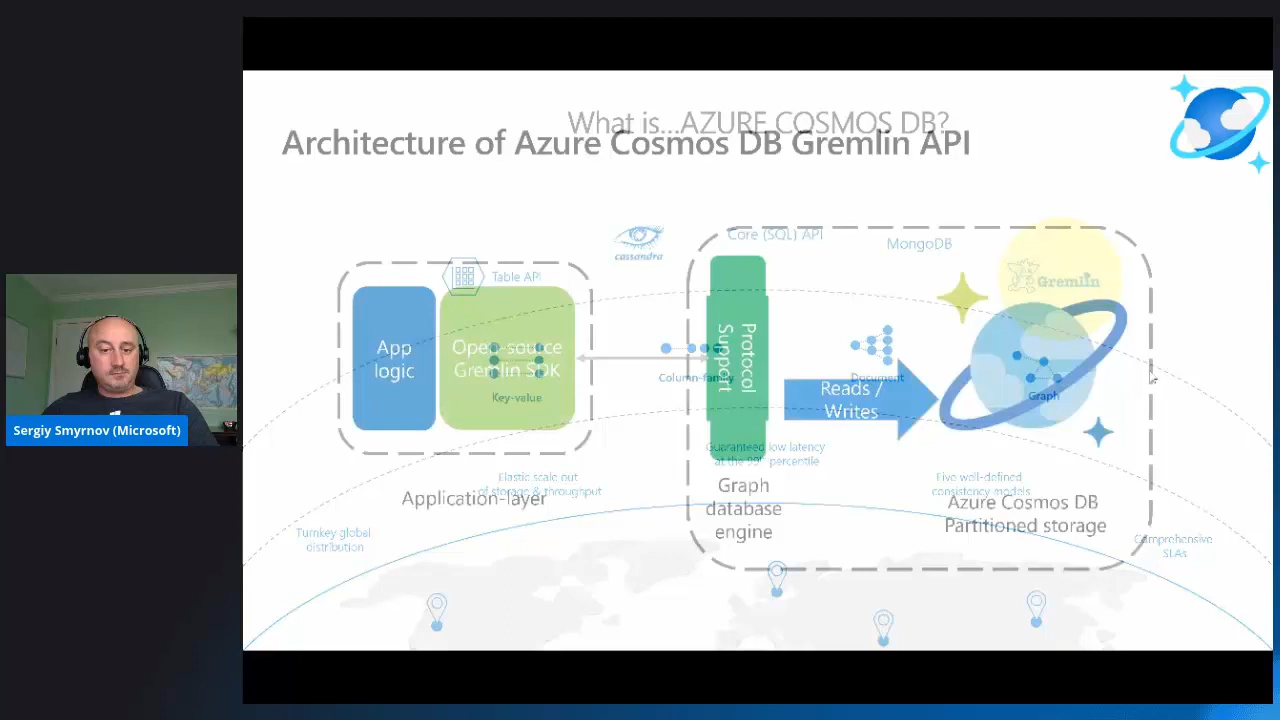 What is...AZURE COSMOS DB?
Architecture of Azure Cosmos DB Gremlin API
Core (SQL) API
MongoDB
cassandra
Table API
Gremlin
App
logic
Open-source
Gremlin SDK
Key-value
Column-family
Protocol
Support
Document
Reads /
Writes
Graph
Guaranteed low latency
at the 99th percentile
Elastic scale out
of storage & throughput
Application-layer
Graph
database
engine
Five well-defined
consistency models
Azure Cosmos DB
Partitioned storage
Turnkey global
distribution
Comprehensive
SLAs
Sergiy Smyrnov (Microsoft)